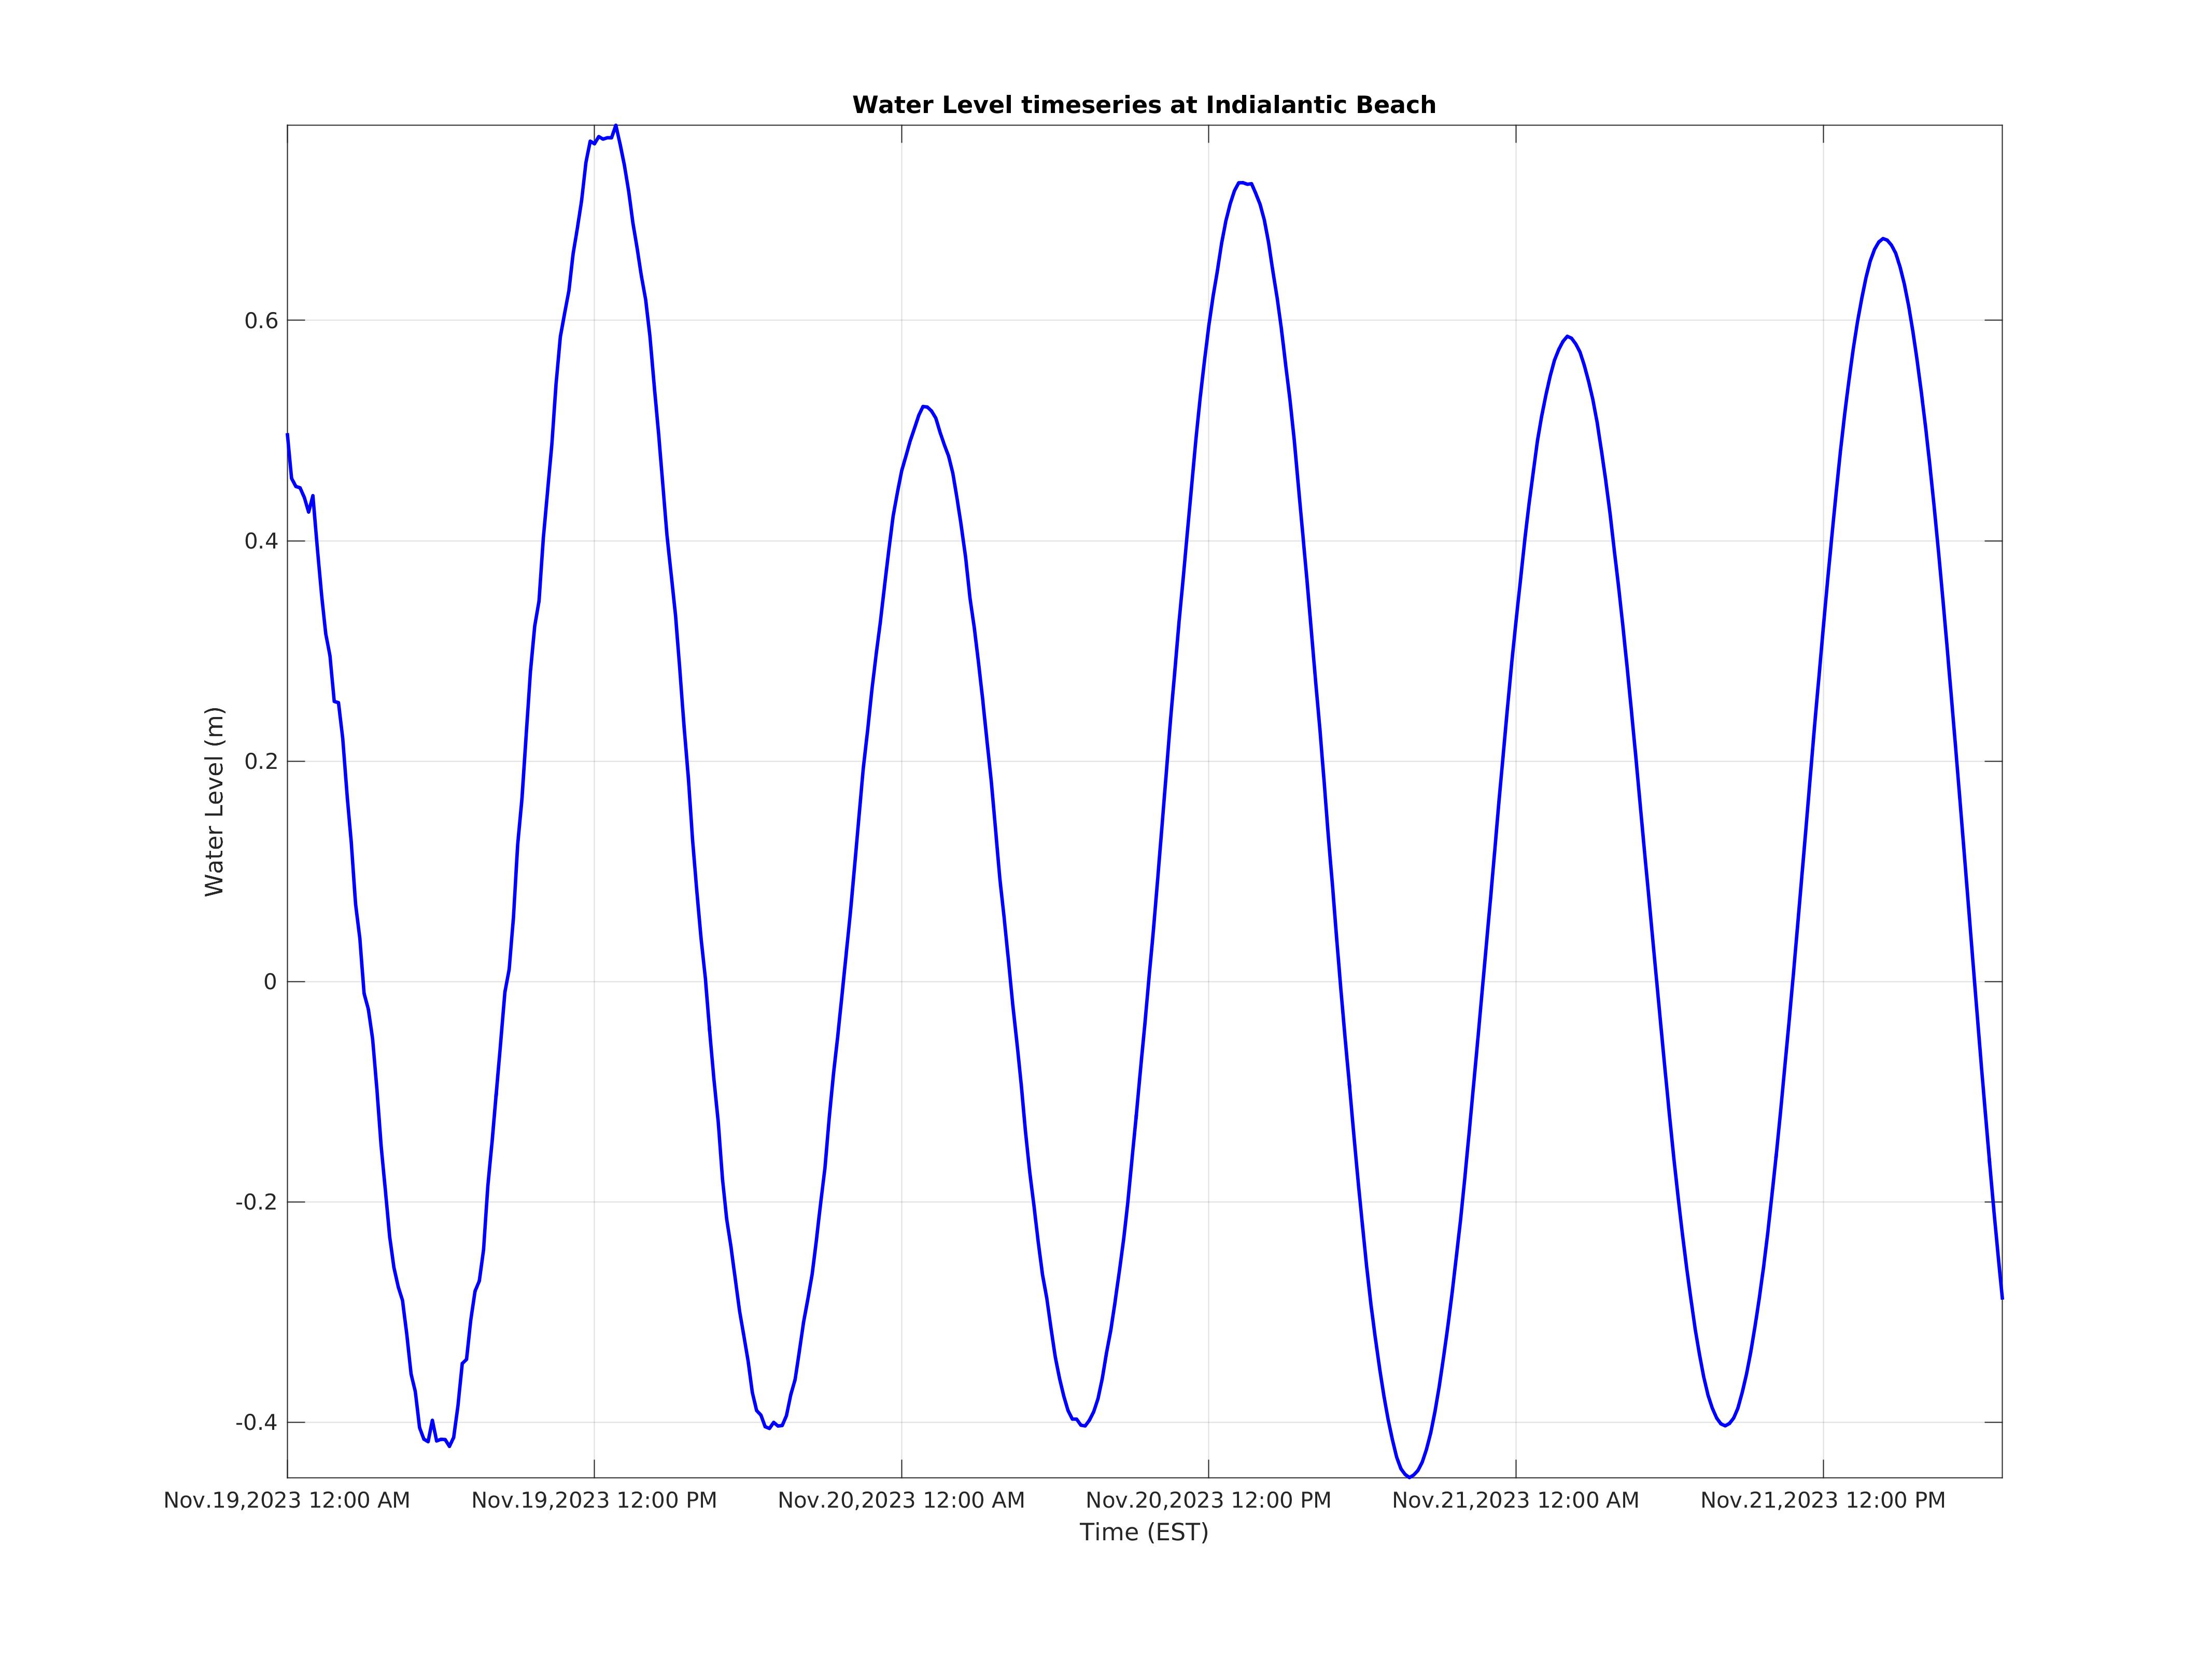 Water Level timeseries at Indialantic Beach
0.6
0.4
0.2
0
-0.2
-0.4
Water Level (m)
Nov.19,2023 12:00 AM Nov.19,2023 12:00 PM Nov.20,2023 12:00 AM Nov.20,2023 12:00 PM Nov.21,2023 12:00 AM Nov.21,2023 12:00 PM
Time (EST)